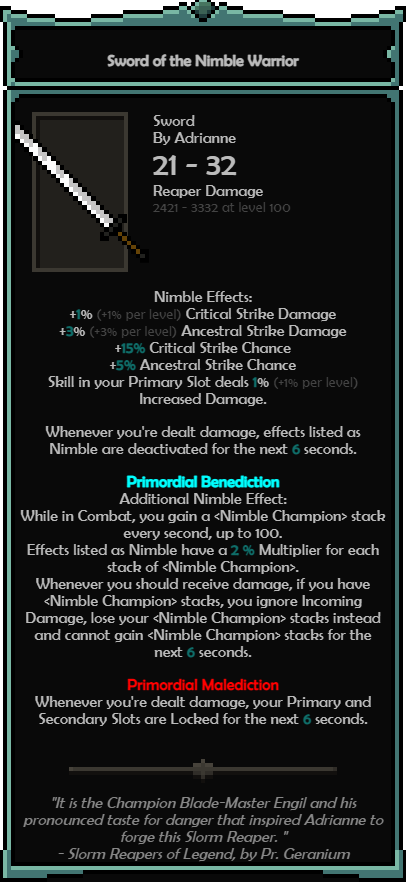 Sword of the Nimble Warrior
Sword
By Adrianne
21 - 32
Reaper Damage
2421 - 3332 at level 100
Nimble Effects:
+1% (+1% per level) Critical Strike Damage
+3% (+3% per level) Ancestral Strike Damage
+15% Critical Strike Chance
+5% Ancestral Strike Chance
Skill in your Primary Slot deals 1% (+1% per level)
Increased Damage.
Whenever you're dealt damage, effects listed as
Nimble are deactivated for the next 6 seconds.
Primordial Benediction
Additional Nimble Effect:
While in Combat, you gain a <Nimble Champion> stack
every second, up to 100.
Effects listed as Nimble have a 2 % Multiplier for each
stack of <Nimble Champion>.
Whenever you should receive damage, if you have
<Nimble Champion> stacks, you ignore Incoming
Damage, lose your <Nimble Champion> stacks instead
and cannot gain <Nimble Champion> stacks for the
next 6 seconds.
Primordial Malediction
Whenever you're dealt damage, your Primary and
Secondary Slots are Locked for the next 6 seconds.
"It is the Champion Blade-Master Engil and his
pronounced taste for danger that inspired Adrianne to
forge this Slorm Reaper. "
- Slorm Reapers of Legend, by Pr. Geranium